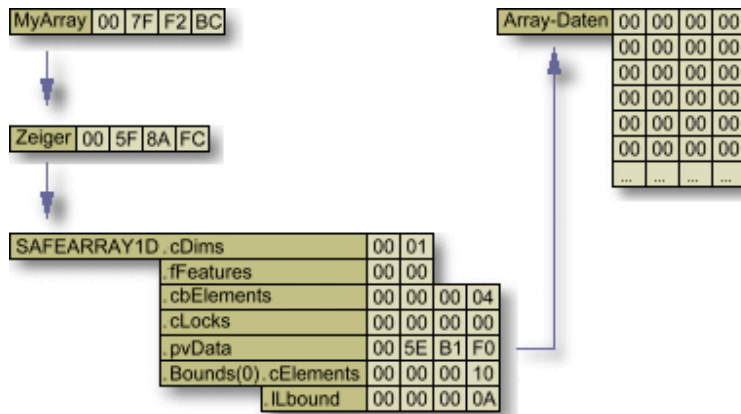 MyArray 00 7F F2 BC
Zeiger 00 5F 8A FC
SAFEARRAY1D .cDims 00 01
.fFeatures 00 00
.cbElements 00 00 00 04
.cLocks 00 00 00 00
.pvData 00 5E B1 F0
.Bounds(0).cElements 00 00 00 10
.lLbound 00 00 00 0A
Array-Daten 00 00 00 00
00 00 00 00
00 00 00 00
00 00 00 00
00 00 00 00
00 00 00 00
... ... ... ...